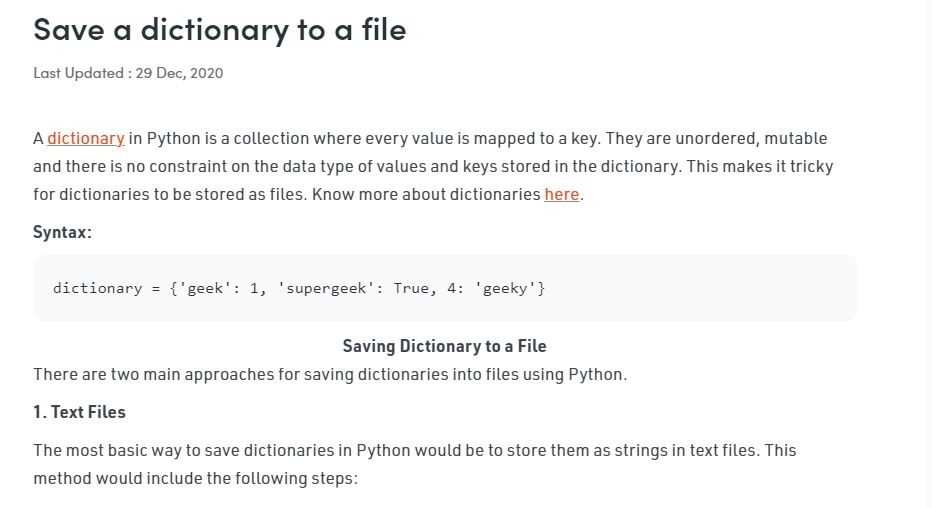 Save a dictionary to a file
Last Updated : 29 Dec, 2020
A dictionary in Python is a collection where every value is mapped to a key. They are unordered, mutable
and there is no constraint on the data type of values and keys stored in the dictionary. This makes it tricky
for dictionaries to be stored as files. Know more about dictionaries here.
Syntax:
dictionary = {'geek': 1, 'supergeek': True, 4: 'geeky'}
Saving Dictionary to a File
There are two main approaches for saving dictionaries into files using Python.
1. Text Files
The most basic way to save dictionaries in Python would be to store them as strings in text files. This
method would include the following steps: